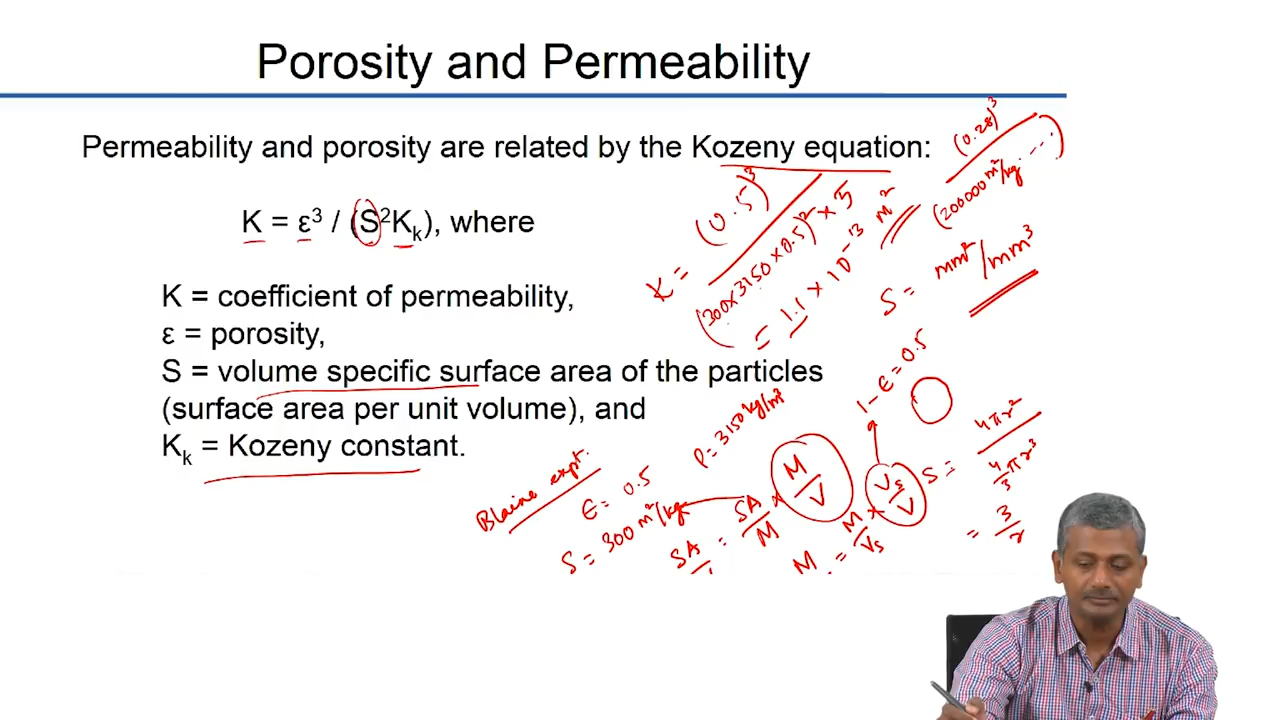 Porosity and Permeability
Permeability and porosity are related by the Kozeny equation:
K = ε³ / (S²Kₖ), where
K = coefficient of permeability,
ε = porosity,
S = volume specific surface area of the particles
(surface area per unit volume), and
Kₖ = Kozeny constant.
K = (0.5)³
(300×3150×0.5)² × 5
= 1.1 × 10⁻¹³ m²
(0.28)³
(200000 m²/kg ...)
S = mm²/mm³
Blaine expt.
ε = 0.5
S = 300 m²/kg
ρ = 3150 kg/m³
SA = SA/M × M/V
M = M/Vs × Vs/V
1-ε = 0.5
S = 4πr²
4/3 πr³
= 3/r